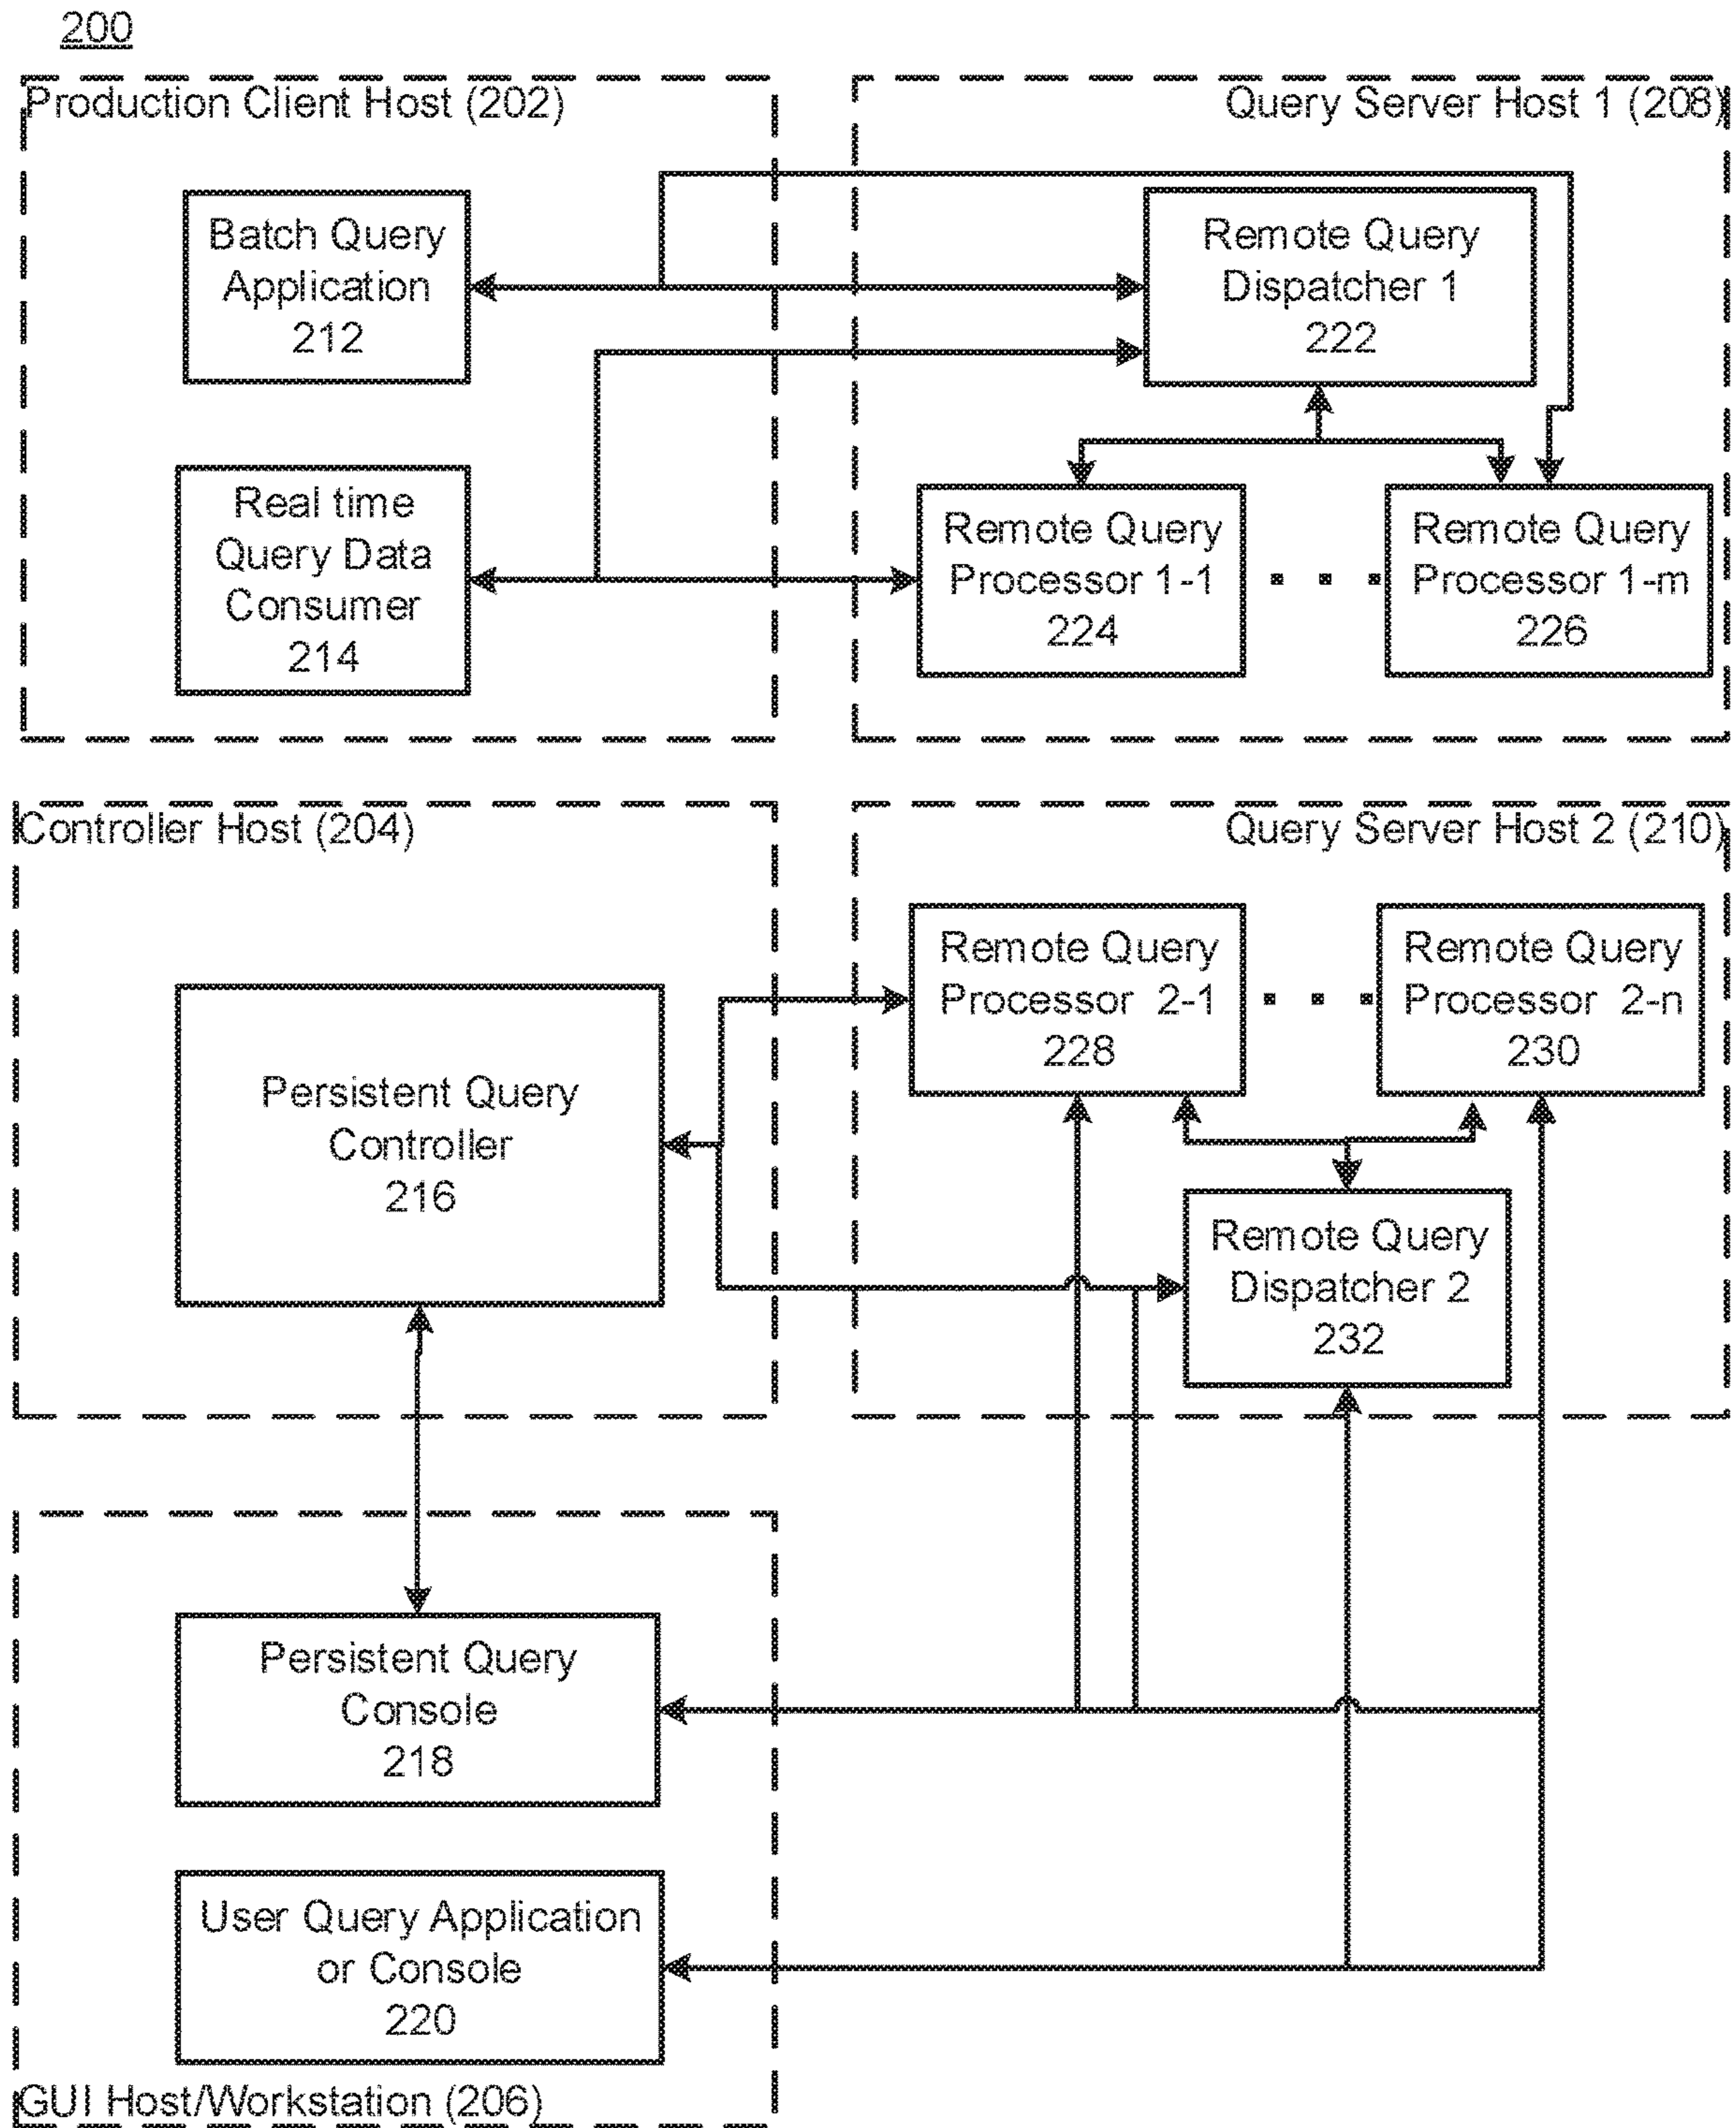 200
Production Client Host (202)
Batch Query
Application
212
Real time
Query Data
Consumer
214
Query Server Host 1 (208)
Remote Query
Dispatcher 1
222
Remote Query
Processor 1-1
224
. . .
Remote Query
Processor 1-m
226
Controller Host (204)
Persistent Query
Controller
216
Query Server Host 2 (210)
Remote Query
Processor 2-1
228
. . .
Remote Query
Processor 2-n
230
Remote Query
Dispatcher 2
232
Persistent Query
Console
218
User Query Application
or Console
220
GUI Host/Workstation (206)